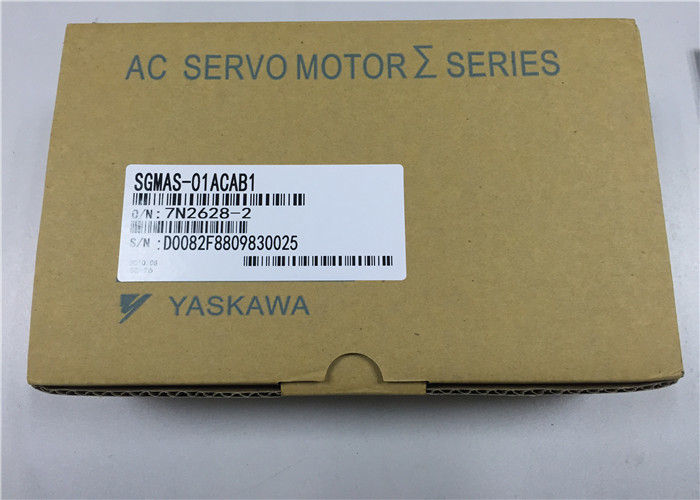 AC SERVO MOTOR Σ SERIES
SGMAS-01ACAB1
O/N: 7N2628-2
S/N: D0082F8809830025
YASKAWA